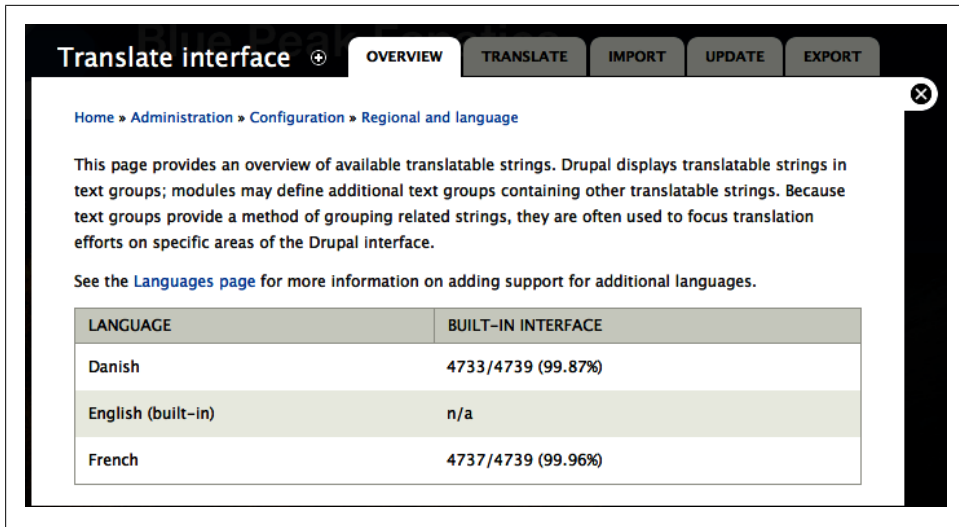 Blue Peak Fanatics
Translate interface
OVERVIEW TRANSLATE IMPORT UPDATE EXPORT
Home » Administration » Configuration » Regional and language
This page provides an overview of available translatable strings. Drupal displays translatable strings in
text groups; modules may define additional text groups containing other translatable strings. Because
text groups provide a method of grouping related strings, they are often used to focus translation
efforts on specific areas of the Drupal interface.
See the Languages page for more information on adding support for additional languages.
LANGUAGE BUILT-IN INTERFACE
Danish 4733/4739 (99.87%)
English (built-in) n/a
French 4737/4739 (99.96%)